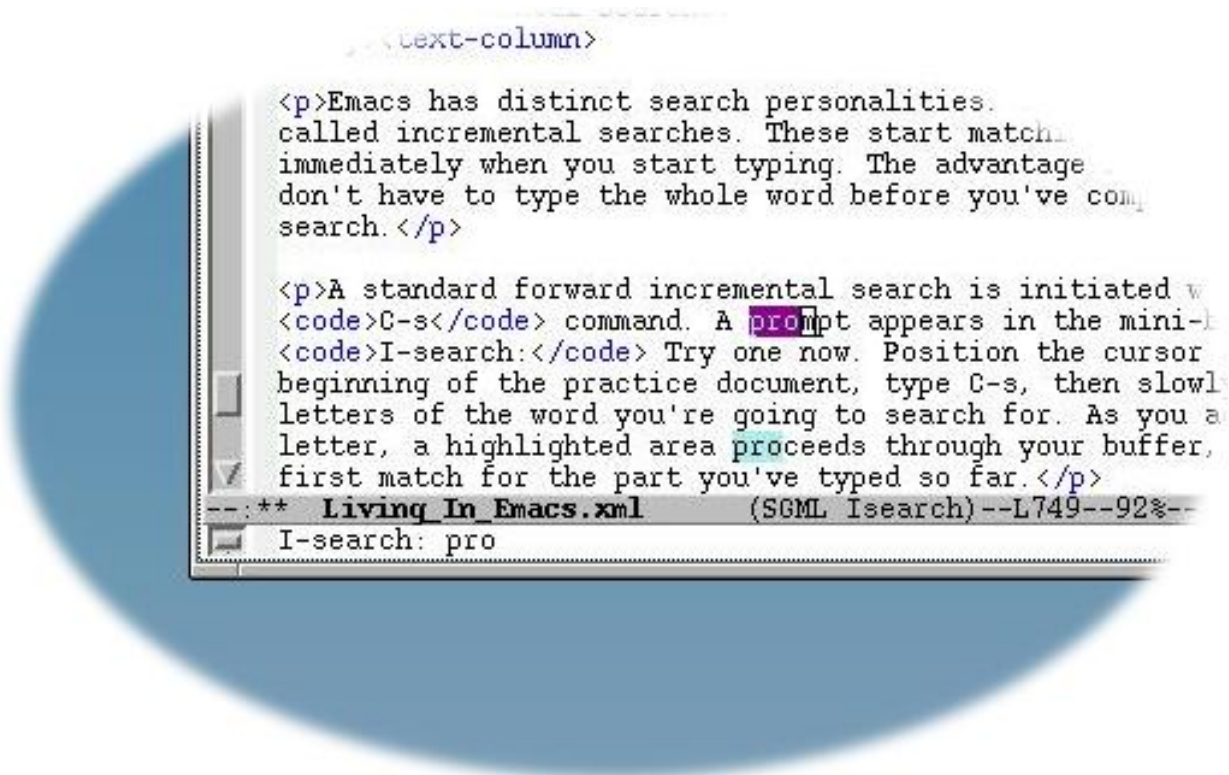 <text-column>
<p>Emacs has distinct search personalities.
called incremental searches. These start
immediately when you start typing. The advantage
don't have to type the whole word before you've
search.</p>
<p>A standard forward incremental search is initiated
<code>C-s</code> command. A prompt appears in the
<code>I-search:</code> Try one now. Position the cursor
beginning of the practice document, type C-s, then
letters of the word you're going to search for. As you
letter, a highlighted area proceeds through your buffer,
first match for the part you've typed so far.</p>
--:** Living_In_Emacs.xml (SGML Isearch)--L749--92%--
I-search: pro